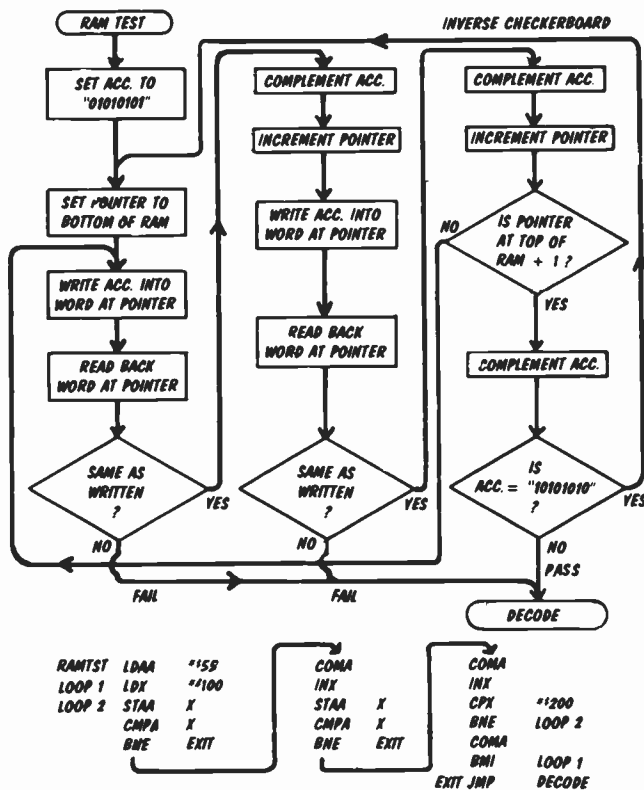 RAM TEST
SET ACC. TO
"01010101"
SET POINTER TO
BOTTOM OF RAM
WRITE ACC. INTO
WORD AT POINTER
READ BACK
WORD AT POINTER
SAME AS
WRITTEN
?
YES
NO
FAIL
COMPLEMENT ACC.
INCREMENT POINTER
WRITE ACC. INTO
WORD AT POINTER
READ BACK
WORD AT POINTER
SAME AS
WRITTEN
?
YES
NO
FAIL
INVERSE CHECKERBOARD
COMPLEMENT ACC.
INCREMENT POINTER
IS POINTER
AT TOP OF
RAM + 1 ?
NO
YES
COMPLEMENT ACC.
IS
ACC. = "10101010"
?
YES
NO
PASS
DECODE
RAMTST LDAA #$55
LOOP 1 LDX #$100
LOOP 2 STAA X
CMPA X
BNE EXIT
COMA
INX
STAA X
CMPA X
BNE EXIT
COMA
INX
CPX #$200
BNE LOOP 2
COMA
BMI LOOP 1
EXIT JMP DECODE